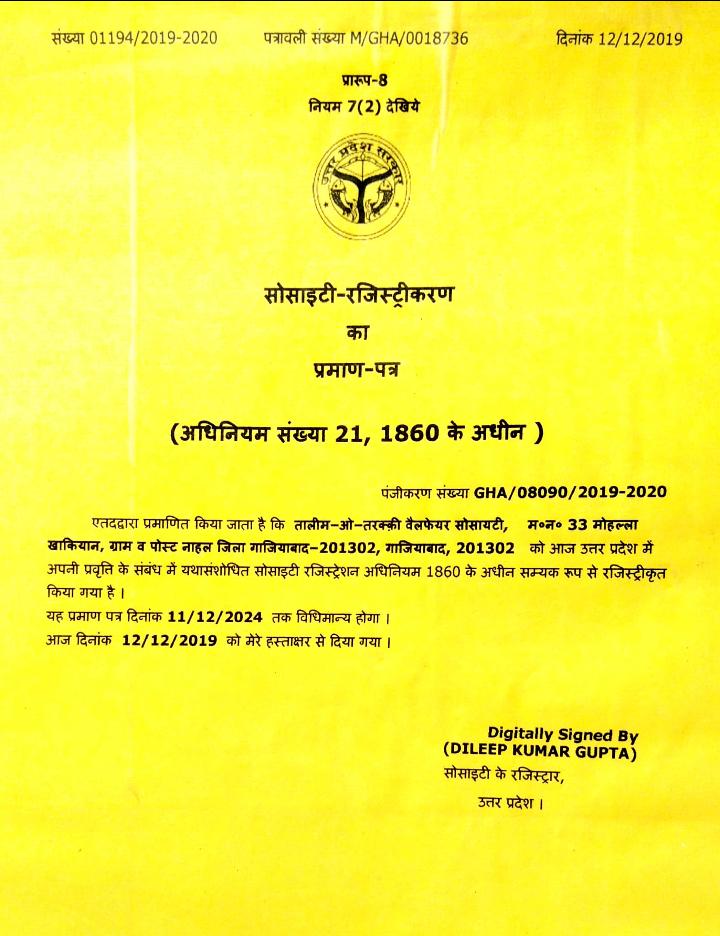 संख्या 01194/2019-2020 पत्रावली संख्या M/GHA/0018736 दिनांक 12/12/2019
प्रारूप-8
नियम 7(2) देखिये
उत्तर प्रदेश सरकार
सोसाइटी-रजिस्ट्रीकरण
का
प्रमाण-पत्र
(अधिनियम संख्या 21, 1860 के अधीन )
पंजीकरण संख्या GHA/08090/2019-2020
एतदद्वारा प्रमाणित किया जाता है कि तालीम-ओ-तरक्की वैलफेयर सोसायटी, म०न० 33 मोहल्ला
खाकियान, ग्राम व पोस्ट नाहल जिला गाजियाबाद-201302, गाजियाबाद, 201302 को आज उत्तर प्रदेश में
अपनी प्रवृत्ति के संबंध में यथासंशोधित सोसाइटी रजिस्ट्रेशन अधिनियम 1860 के अधीन सम्यक रूप से रजिस्ट्रीकृत
किया गया है ।
यह प्रमाण पत्र दिनांक 11/12/2024 तक विधिमान्य होगा ।
आज दिनांक 12/12/2019 को मेरे हस्ताक्षर से दिया गया ।
Digitally Signed By
(DILEEP KUMAR GUPTA)
सोसाइटी के रजिस्ट्रार,
उत्तर प्रदेश ।